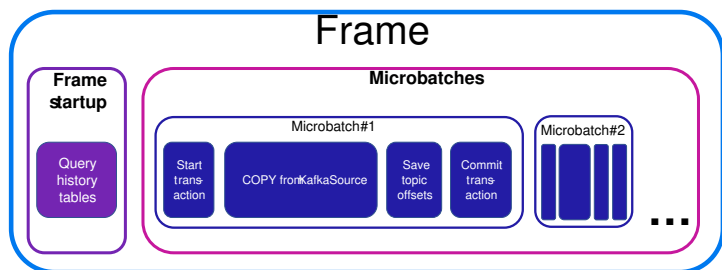 Frame
Frame
startup
Microbatches
Microbatch#1
Microbatch#2
Query
history
tables
Start
trans-
action
COPY from KafkaSource
Save
topic
offsets
Commit
trans-
action
...